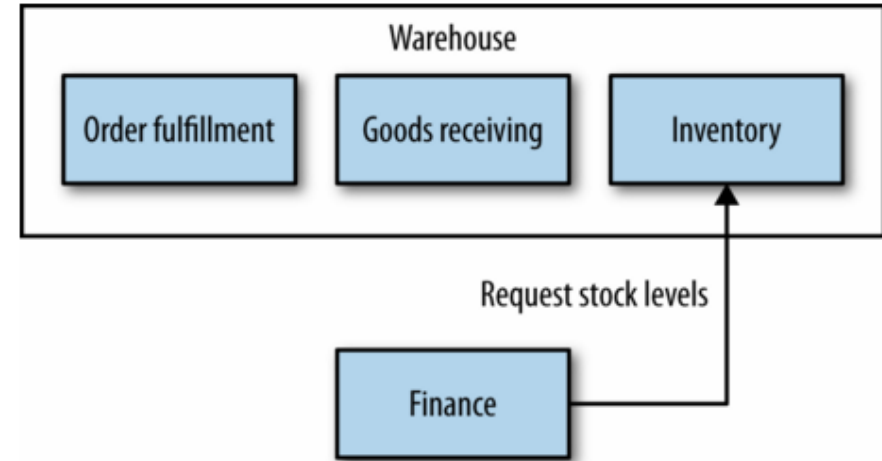 Warehouse
Order fulfillment
Goods receiving
Inventory
Request stock levels
Finance